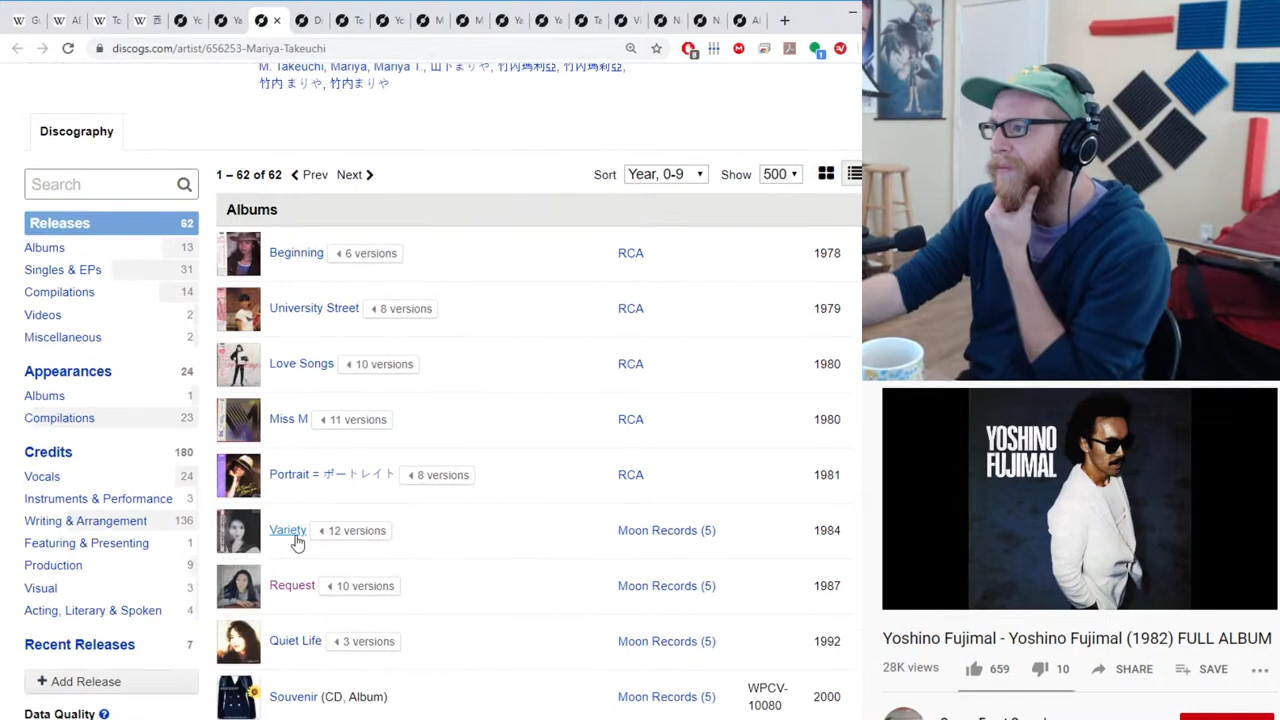 discogs.com/artist/656253-Mariya-Takeuchi
M. Takeuchi, Mariya, Mariya T., 山下まりや, 竹内瑪利亞, 竹内瑪莉亞,
竹内 まりや, 竹内まりや
Discography
Search
1 – 62 of 62 Prev Next Sort Year, 0-9 Show 500
Releases 62
Albums 13
Singles & EPs 31
Compilations 14
Videos 2
Miscellaneous 2
Appearances 24
Albums 1
Compilations 23
Credits 180
Vocals 24
Instruments & Performance 3
Writing & Arrangement 136
Featuring & Presenting 1
Production 9
Visual 3
Acting, Literary & Spoken 4
Recent Releases 7
+ Add Release
Data Quality ?
Albums
Beginning 6 versions RCA 1978
University Street 8 versions RCA 1979
Love Songs 10 versions RCA 1980
Miss M 11 versions RCA 1980
Portrait = ポートレイト 8 versions RCA 1981
Variety 12 versions Moon Records (5) 1984
Request 10 versions Moon Records (5) 1987
Quiet Life 3 versions Moon Records (5) 1992
Souvenir (CD, Album) Moon Records (5) WPCV-
10080 2000
YOSHINO
FUJIMAL
Yoshino Fujimal - Yoshino Fujimal (1982) FULL ALBUM
28K views 659 10 SHARE SAVE